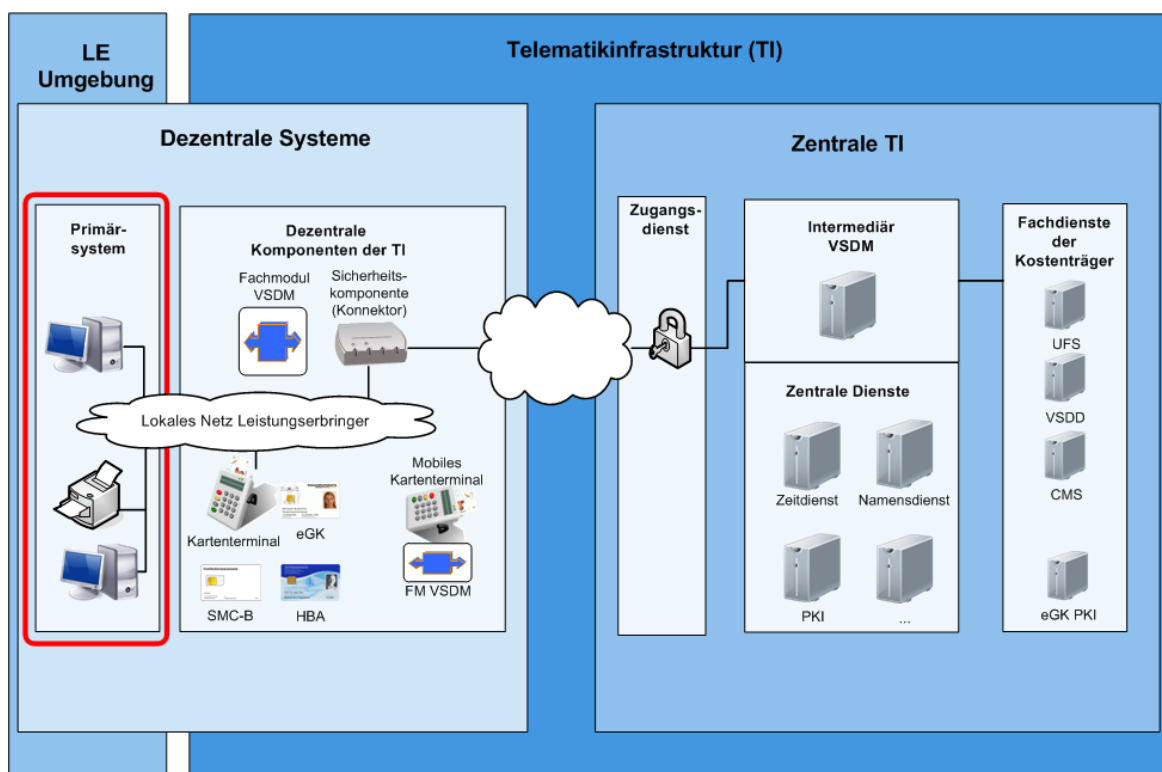 LE
Umgebung
Telematikinfrastruktur (TI)
Dezentrale Systeme
Zentrale TI
Primär-
system
Dezentrale
Komponenten der TI
Fachmodul
VSDM
Sicherheits-
komponente
(Konnektor)
Lokales Netz Leistungserbringer
Kartenterminal
eGK
Mobiles
Kartenterminal
SMC-B
HBA
FM VSDM
Zugangs-
dienst
Intermediär
VSDM
Zentrale Dienste
Zeitdienst
Namensdienst
PKI
...
Fachdienste
der
Kostenträger
UFS
VSDD
CMS
eGK PKI